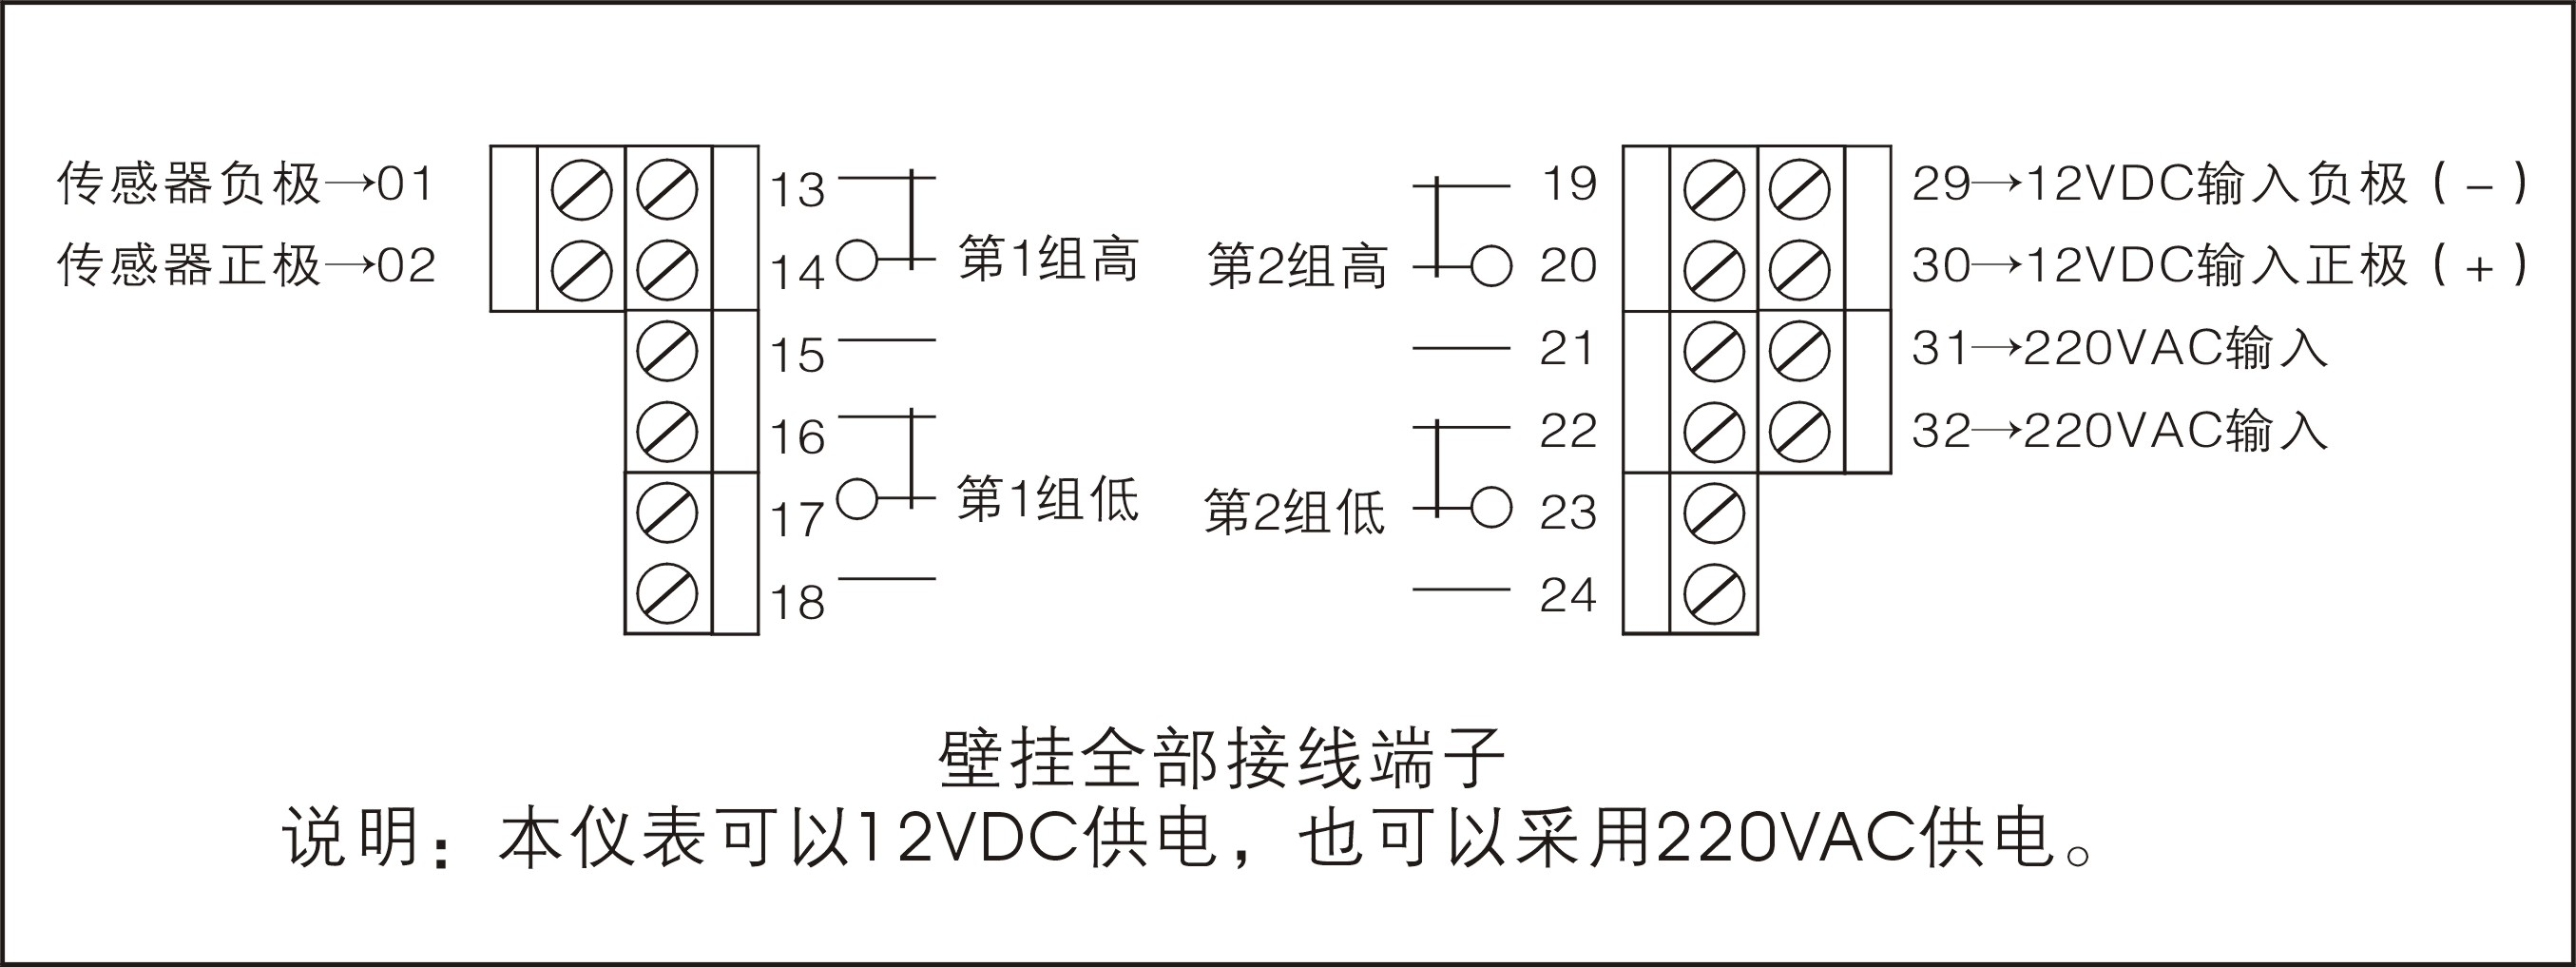 传感器负极→01
传感器正极→02
13
14
15
16
17
18
第1组高
第1组低
第2组高
第2组低
19
20
21
22
23
24
29→12VDC输入负极(-)
30→12VDC输入正极(+)
31→220VAC输入
32→220VAC输入
壁挂全部接线端子
说明：本仪表可以12VDC供电，也可以采用220VAC供电。